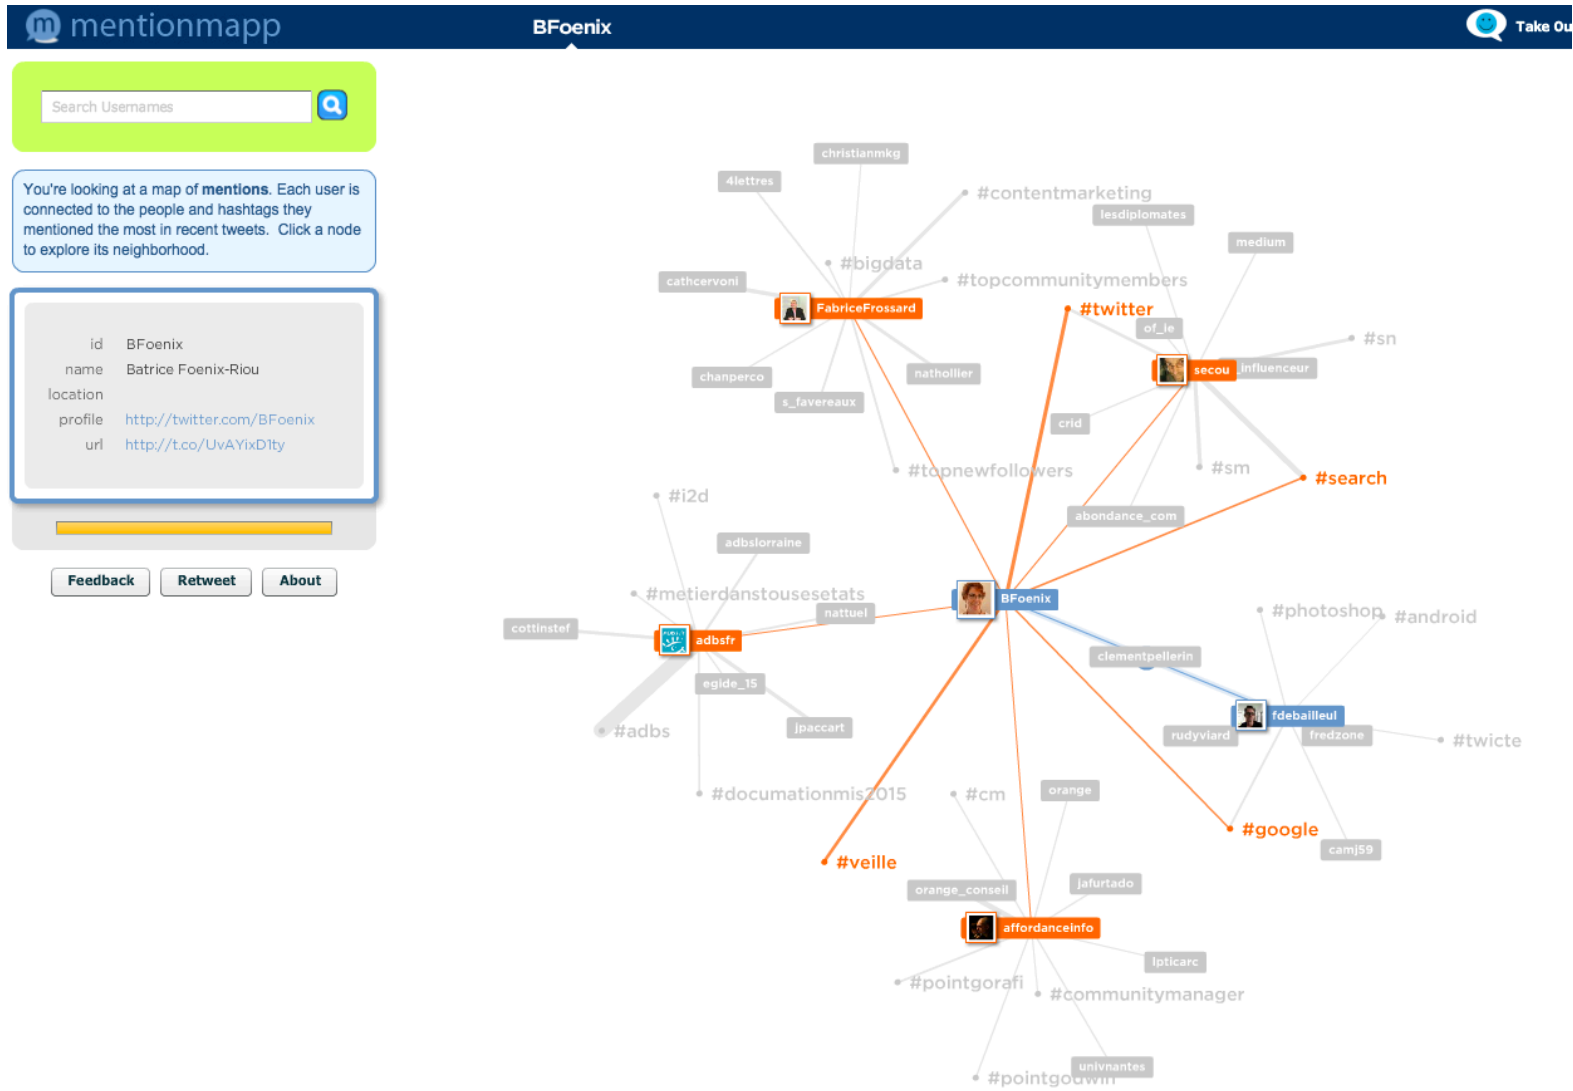 mentionmapp
BFoenix
Take Ou
Search Usernames
You're looking at a map of mentions. Each user is
connected to the people and hashtags they
mentioned the most in recent tweets. Click a node
to explore its neighborhood.
id BFoenix
name Batrice Foenix-Riou
location
profile http://twitter.com/BFoenix
url http://t.co/UvAYixD1ty
Feedback Retweet About
christianmkg
4lettres
#contentmarketing
lesdiplomates
medium
#bigdata
cathcervoni
#topcommunitymembers
FabriceFrossard
#twitter
of_ie
#sn
secou
_influenceur
chanperco
nathollier
s_favereaux
crid
#topnewfollowers
#sm
#search
#i2d
abondance_com
adbslorraine
#metierdanstousesetats
BFoenix
nattuel
#photoshop
#android
cottinstef
adbsfr
clementpellerin
egide_15
fdebailleul
#adbs
jpaccart
rudyviard
fredzone
#twicte
#documationmis2015
#cm
orange
#google
camj59
#veille
orange_conseil
jafurtado
affordanceinfo
lpticarc
#pointgorafi
#communitymanager
univnantes
#pointgodwin